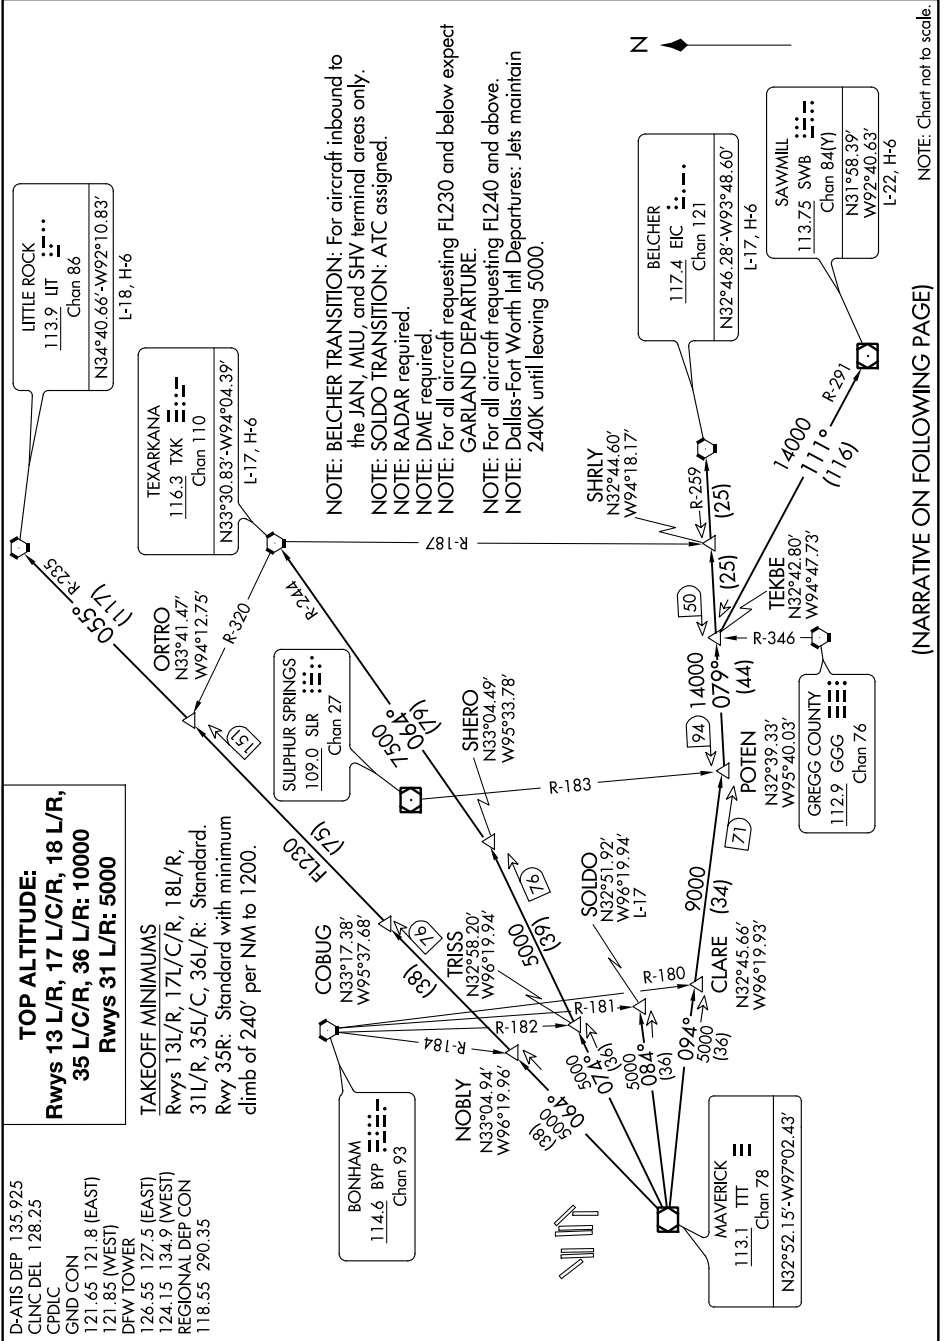 D-ATIS DEP 135.925
CLNC DEL 128.25
CPDLC
GND CON
121.65 121.8 (EAST)
121.85 (WEST)
DFW TOWER
126.55 127.5 (EAST)
124.15 134.9 (WEST)
REGIONAL DEP CON
118.55 290.35
TOP ALTITUDE:
Rwys 13 L/R, 17 L/C/R, 18 L/R,
35 L/C/R, 36 L/R: 10000
Rwys 31 L/R: 5000
TAKEOFF MINIMUMS
Rwys 13L/R, 17L/C/R, 18L/R,
31L/R, 35L/C, 36L/R: Standard.
Rwy 35R: Standard with minimum
climb of 240' per NM to 1200.
LITTLE ROCK
113.9 LIT
Chan 86
N34°40.66'-W92°10.83'
L-18, H-6
TEXARKANA
116.3 TXK
Chan 110
N33°30.83'-W94°04.39'
L-17, H-6
NOTE: BELCHER TRANSITION: For aircraft inbound to
the JAN, MLU, and SHV terminal areas only.
NOTE: SOLDO TRANSITION: ATC assigned.
NOTE: RADAR required.
NOTE: DME required.
NOTE: For all aircraft requesting FL230 and below expect
GARLAND DEPARTURE.
NOTE: For all aircraft requesting FL240 and above.
NOTE: Dallas-Fort Worth Intl Departures: Jets maintain
240K until leaving 5000.
R-235
055°
(117)
ORTRO
N33°41.47'
W94°12.75'
R-320
R-187
R-244
(151)
FL230
(75)
SULPHUR SPRINGS
109.0 SLR
Chan 27
7500
064°
(79)
SHERO
N33°04.49'
W95°33.78'
R-183
COBUG
N33°17.38'
W95°37.68'
76
(38)
TRISS
N32°58.20'
W96°19.94'
5000
(39)
76
SOLDO
N32°51.92'
W96°19.94'
L-17
BONHAM
114.6 BYP
Chan 93
R-184
R-182
R-181
R-180
NOBLY
N33°04.94'
W96°19.96'
064°
5000
(38)
5000
074°
(36)
5000
084°
(36)
094°
5000
(36)
CLARE
N32°45.66'
W96°19.93'
9000
(34)
71
94
POTEN
N32°39.33'
W95°40.03'
14000
079°
(44)
50
R-346
TEKBE
N32°42.80'
W94°47.73'
GREGG COUNTY
112.9 GGG
Chan 76
(25)
SHRLY
N32°44.60'
W94°18.17'
R-259
(25)
BELCHER
117.4 EIC
Chan 121
N32°46.28'-W93°48.60'
L-17, H-6
14000
111°
(116)
R-291
SAWMILL
113.75 SWB
Chan 84(Y)
N31°58.39'
W92°40.63'
L-22, H-6
N
MAVERICK
113.1 TTT
Chan 78
N32°52.15'-W97°02.43'
(NARRATIVE ON FOLLOWING PAGE)
NOTE: Chart not to scale.